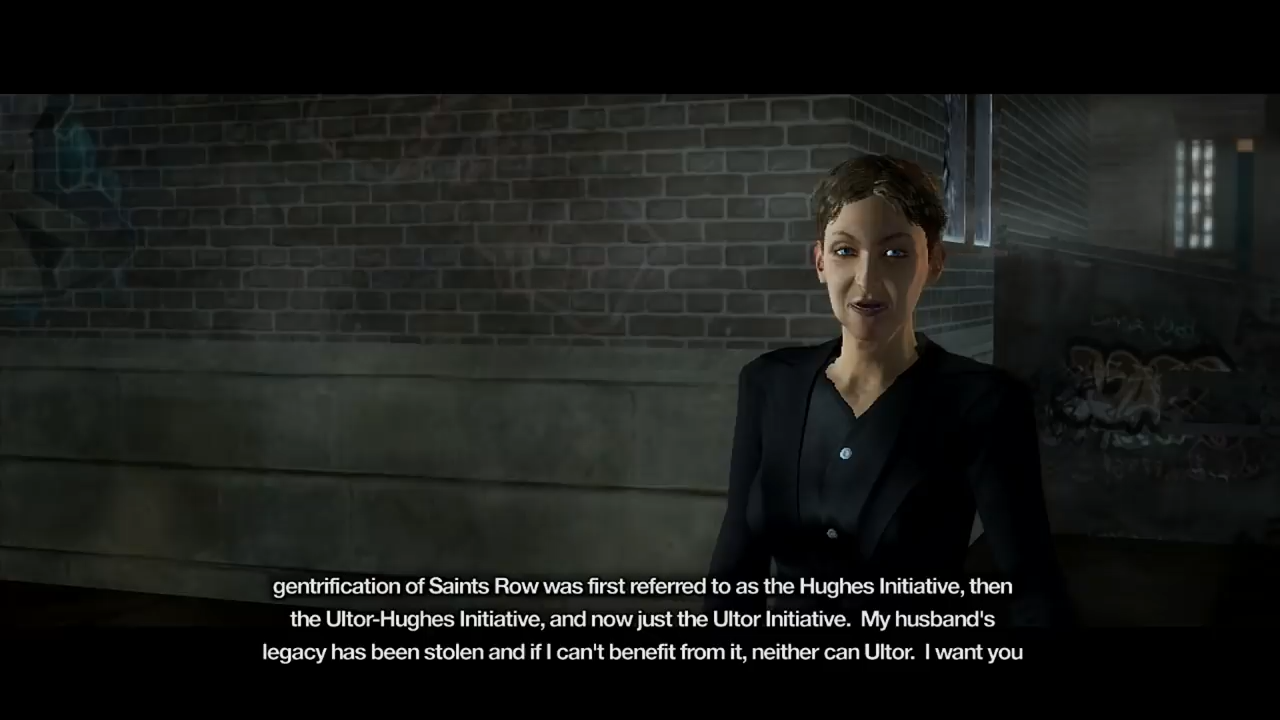 gentrification of Saints Row was first referred to as the Hughes Initiative, then
the Ultor-Hughes Initiative, and now just the Ultor Initiative.  My husband's
legacy has been stolen and if I can't benefit from it, neither can Ultor.  I want you